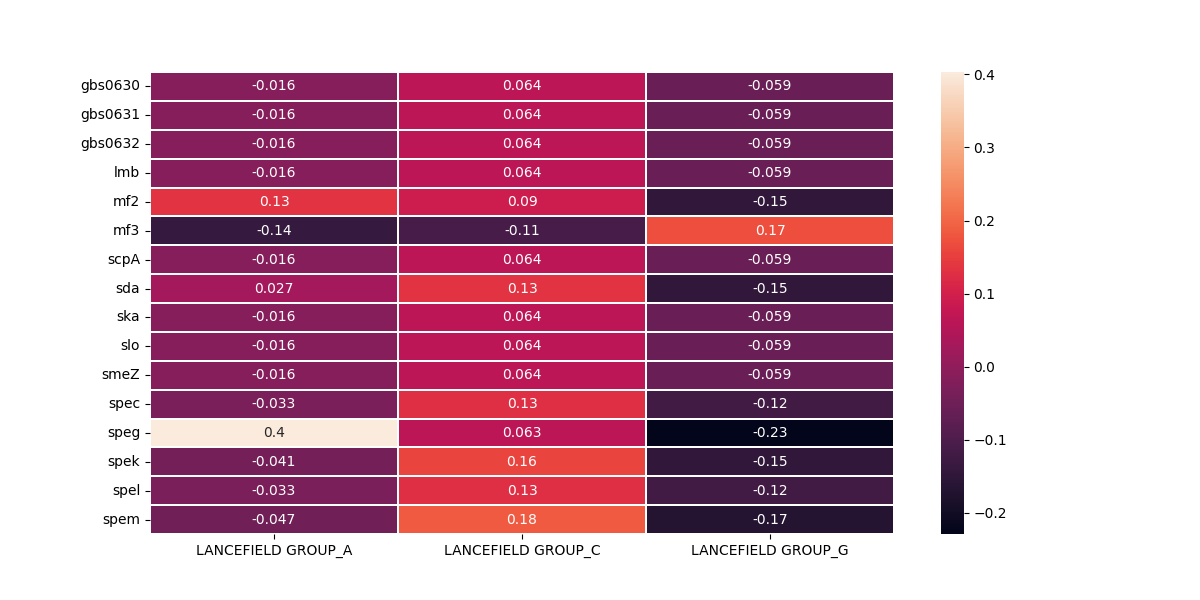 gbs0630 -0.016 0.064 -0.059 0.4
gbs0631 -0.016 0.064 -0.059
gbs0632 -0.016 0.064 -0.059 0.3
lmb -0.016 0.064 -0.059
mf2 0.13 0.09 -0.15 0.2
mf3 -0.14 -0.11 0.17
scpA -0.016 0.064 -0.059
sda 0.027 0.13 -0.15 0.1
ska -0.016 0.064 -0.059
slo -0.016 0.064 -0.059
smeZ -0.016 0.064 -0.059 0.0
spec -0.033 0.13 -0.12
speg 0.4 0.063 -0.23 −0.1
spek -0.041 0.16 -0.15
spel -0.033 0.13 -0.12
spem -0.047 0.18 -0.17 −0.2
LANCEFIELD GROUP_A LANCEFIELD GROUP_C LANCEFIELD GROUP_G